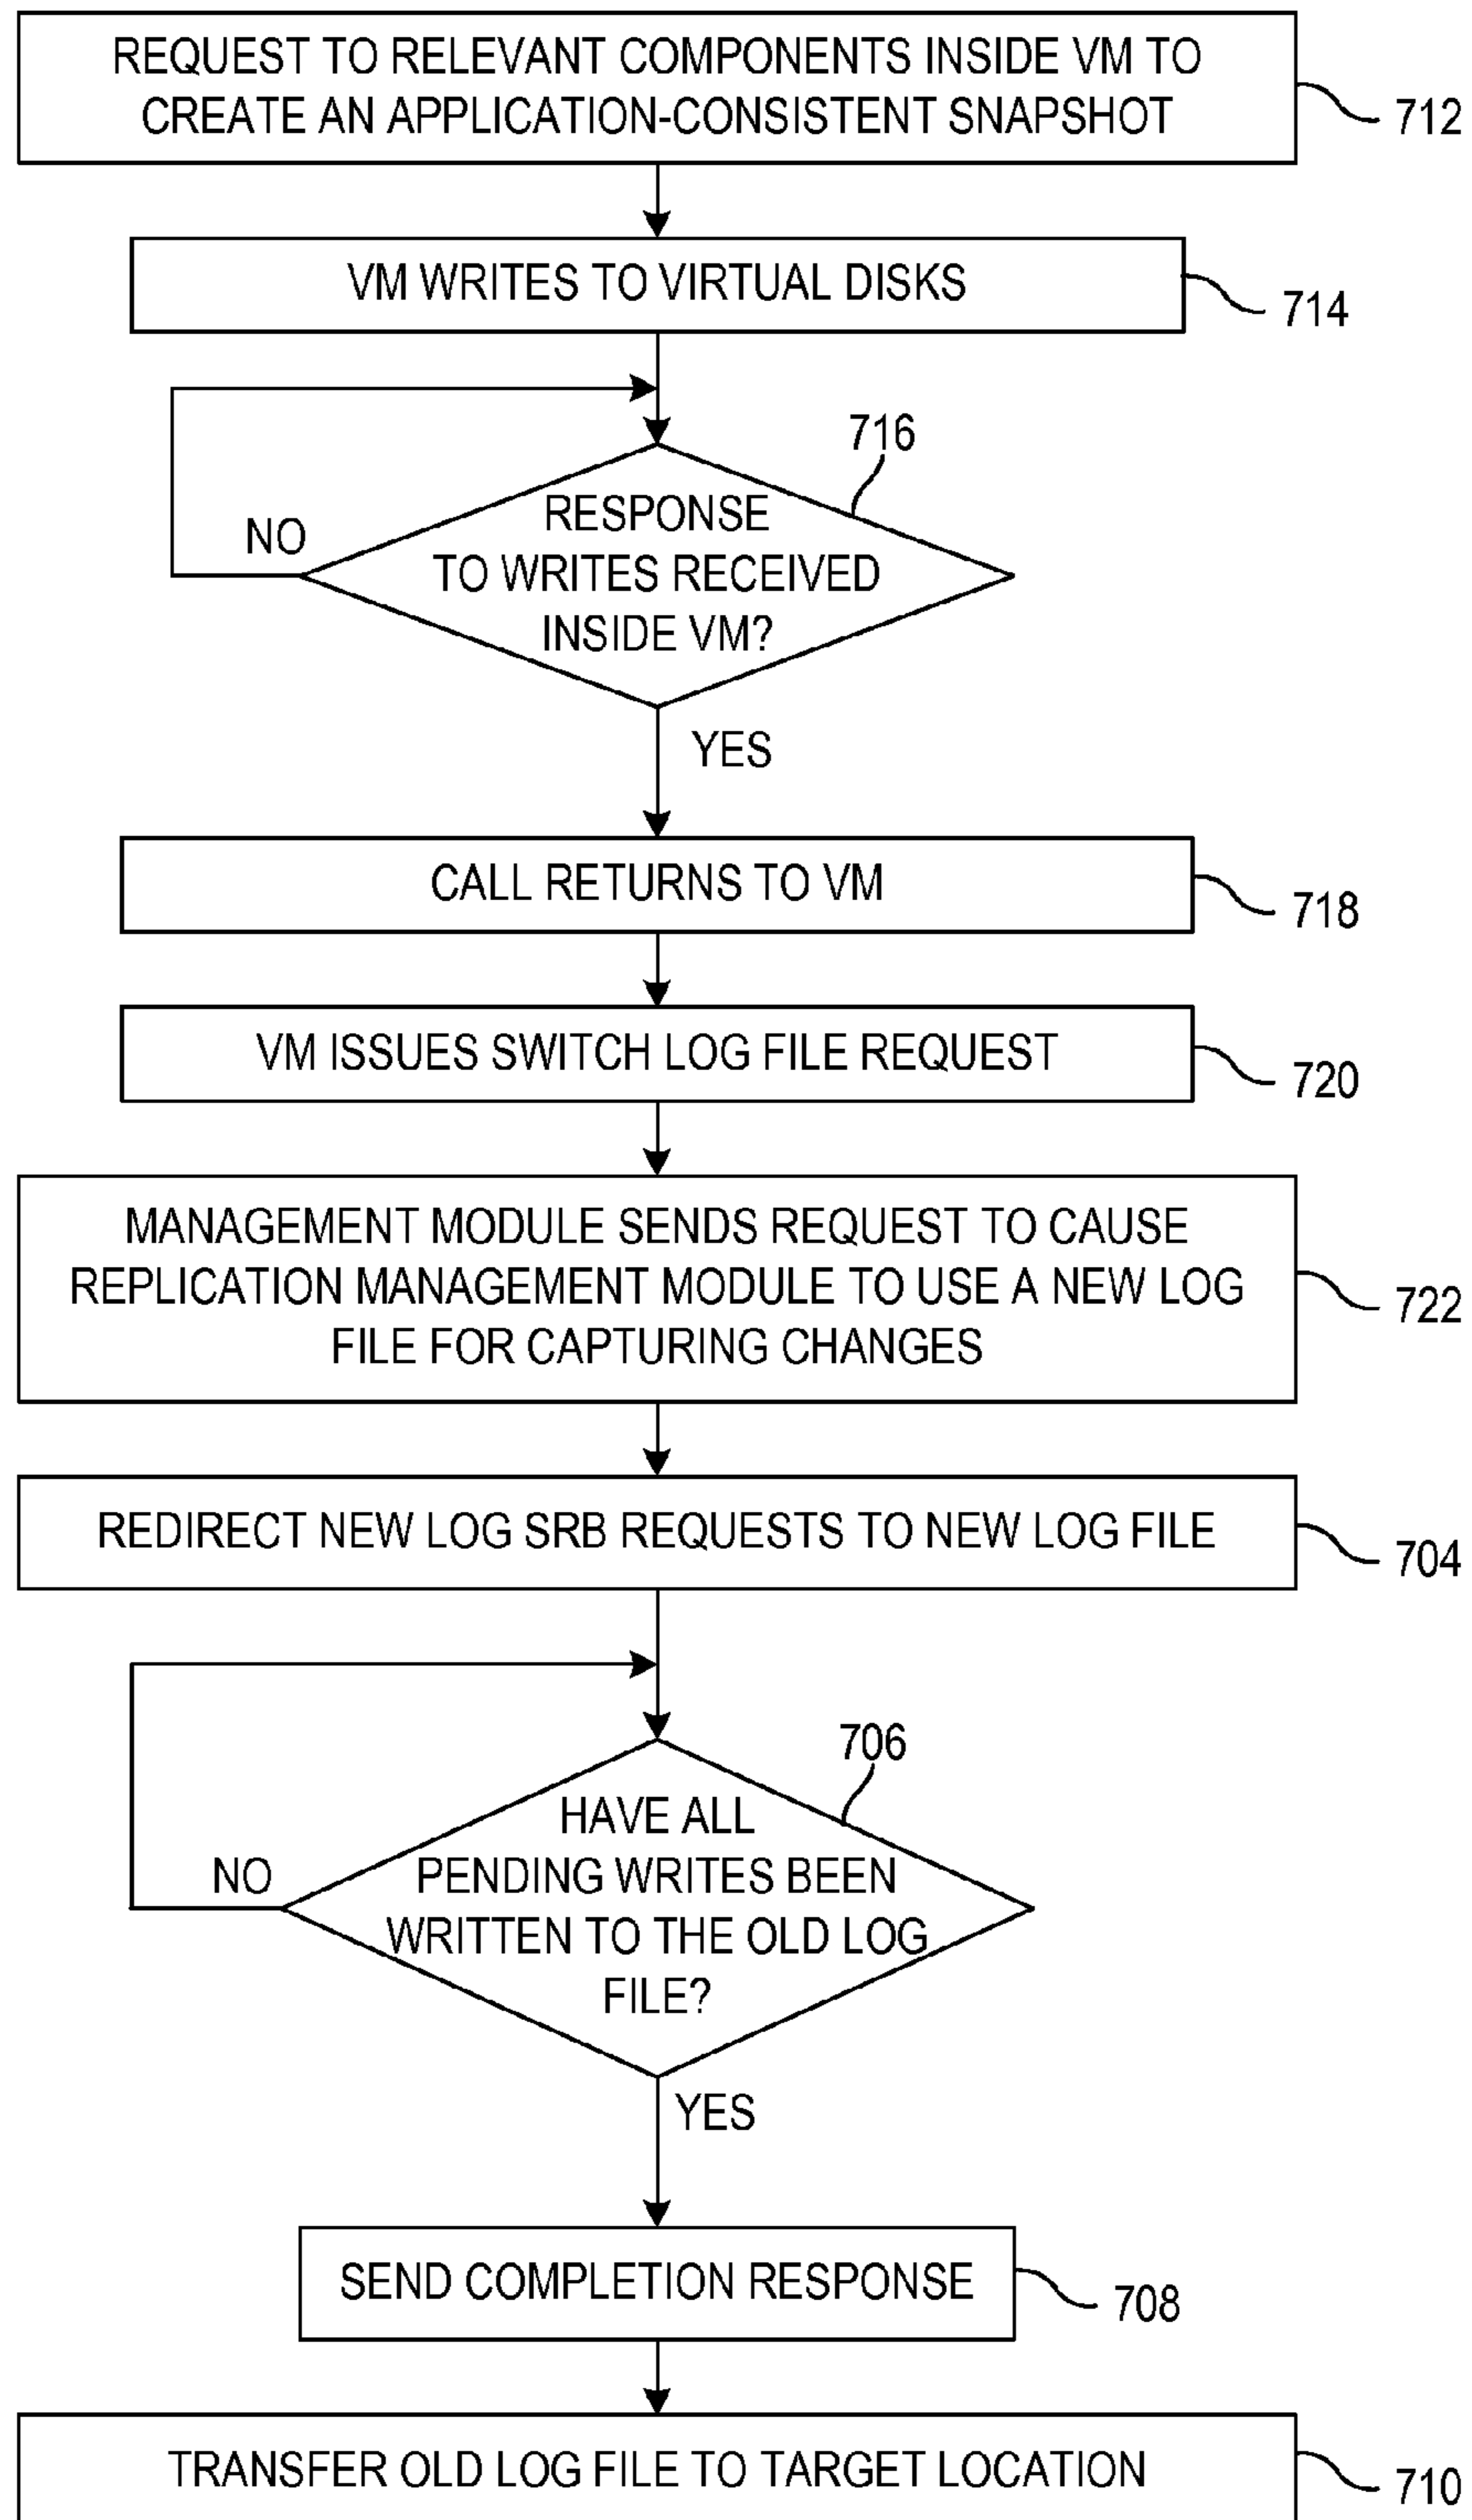 REQUEST TO RELEVANT COMPONENTS INSIDE VM TO
CREATE AN APPLICATION-CONSISTENT SNAPSHOT
712
VM WRITES TO VIRTUAL DISKS
714
716
RESPONSE
NO
TO WRITES RECEIVED
INSIDE VM?
YES
CALL RETURNS TO VM
718
VM ISSUES SWITCH LOG FILE REQUEST
720
MANAGEMENT MODULE SENDS REQUEST TO CAUSE
REPLICATION MANAGEMENT MODULE TO USE A NEW LOG
FILE FOR CAPTURING CHANGES
722
REDIRECT NEW LOG SRB REQUESTS TO NEW LOG FILE
704
706
HAVE ALL
NO
PENDING WRITES BEEN
WRITTEN TO THE OLD LOG
FILE?
YES
SEND COMPLETION RESPONSE
708
TRANSFER OLD LOG FILE TO TARGET LOCATION
710